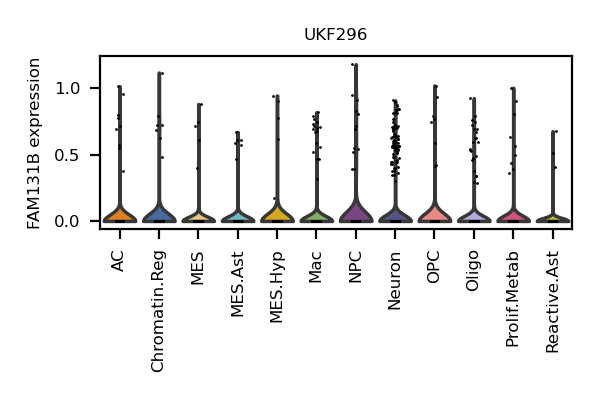 UKF296
FAM131B expression
1.0
0.5
0.0
AC
Chromatin.Reg
MES
MES.Ast
MES.Hyp
Mac
NPC
Neuron
OPC
Oligo
Prolif.Metab
Reactive.Ast